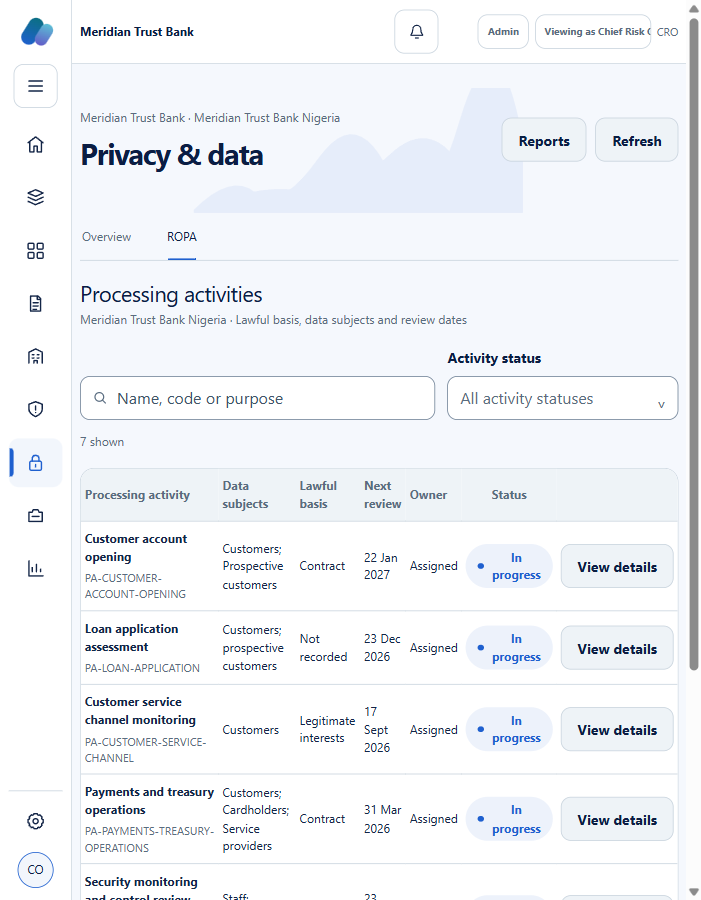 Meridian Trust Bank
Admin
Viewing as Chief Risk
CRO
Meridian Trust Bank · Meridian Trust Bank Nigeria
Privacy & data
Reports
Refresh
Overview
ROPA
Processing activities
Meridian Trust Bank Nigeria · Lawful basis, data subjects and review dates
Activity status
Name, code or purpose
All activity statuses
v
7 shown
Processing activity
Data
subjects
Lawful
basis
Next
review
Owner
Status
Customer account
opening
PA-CUSTOMER-
ACCOUNT-OPENING
Customers;
Prospective
customers
Contract
22 Jan
2027
Assigned
In
progress
View details
Loan application
assessment
PA-LOAN-APPLICATION
Customers;
prospective
customers
Not
recorded
23 Dec
2026
Assigned
In
progress
View details
Customer service
channel monitoring
PA-CUSTOMER-SERVICE-
CHANNEL
Customers
Legitimate
interests
17
Sept
2026
Assigned
In
progress
View details
Payments and treasury
operations
PA-PAYMENTS-TREASURY-
OPERATIONS
Customers;
Cardholders;
Service
providers
Contract
31 Mar
2026
Assigned
In
progress
View details
Security monitoring
and control review
Staff;
23
CO